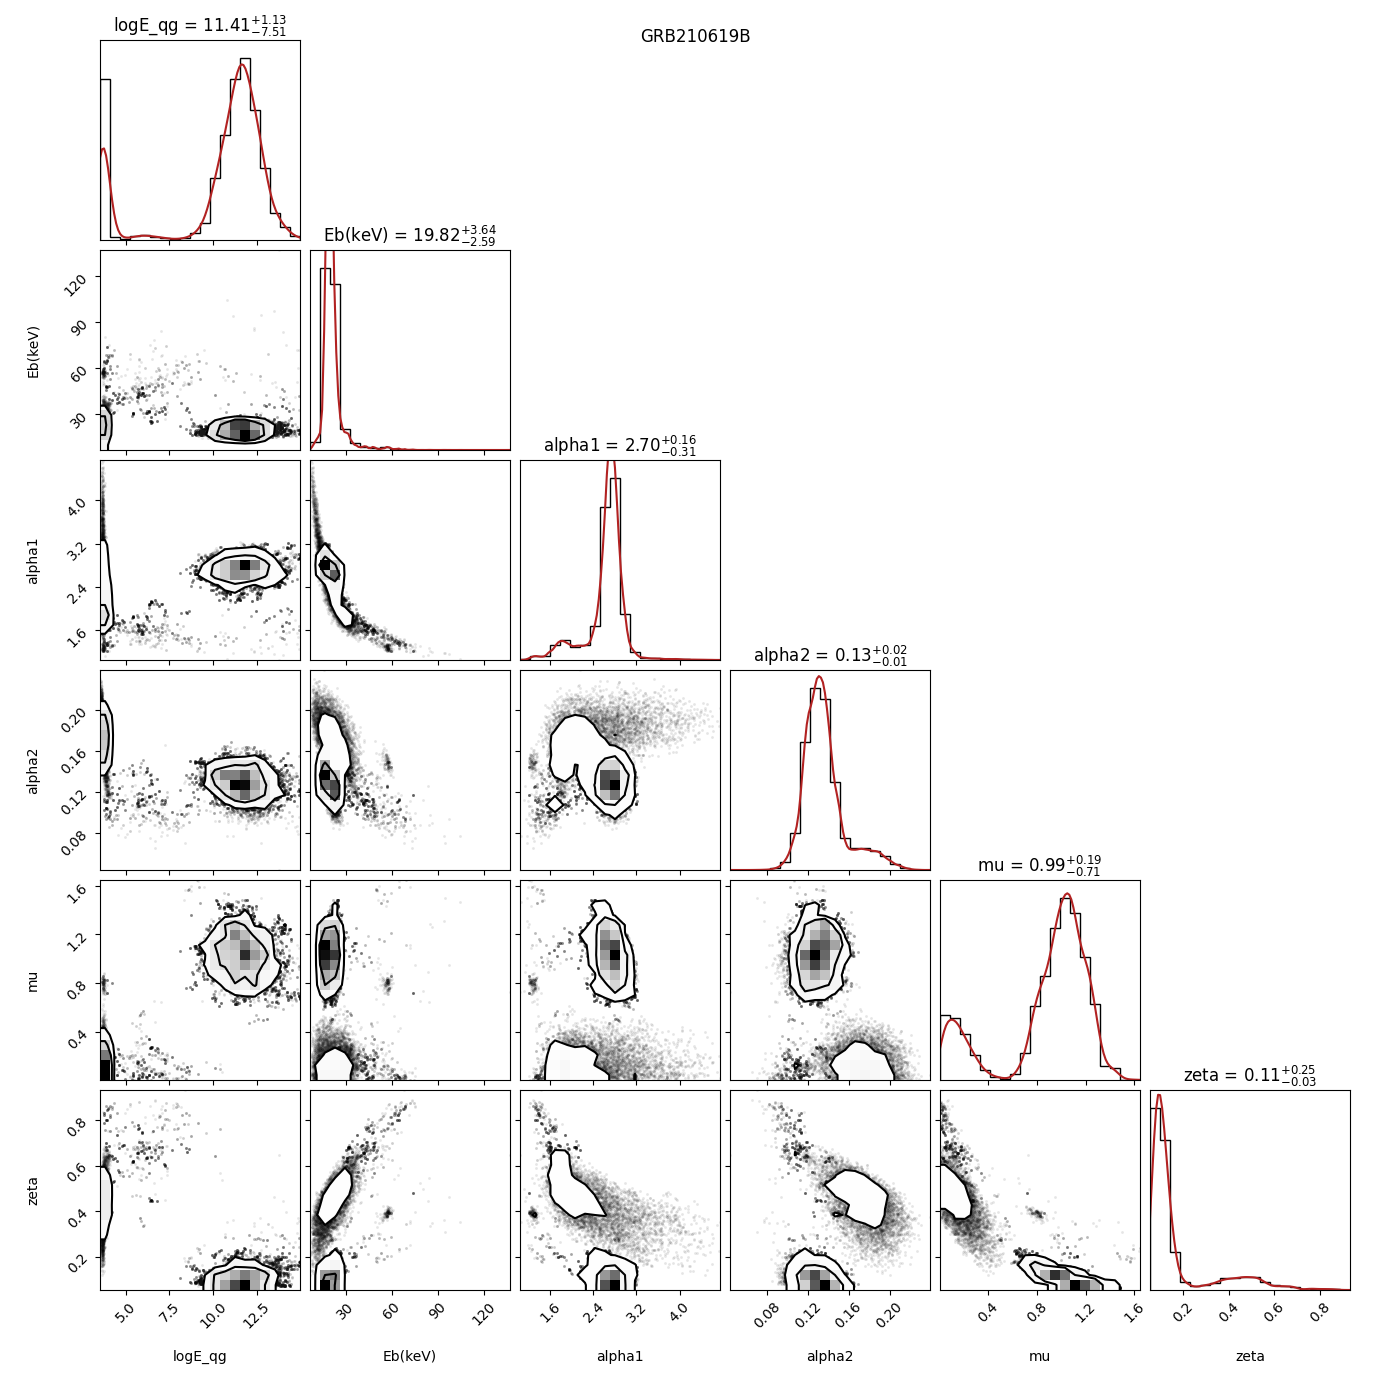 logE_qg = 11.41+1.13−7.51
GRB210619B
Eb(keV) = 19.82+3.64−2.59
120
90
60
30
Eb(keV)
alpha1 = 2.70+0.16−0.31
4.0
3.2
2.4
1.6
alpha1
alpha2 = 0.13+0.02−0.01
0.20
0.16
0.12
0.08
alpha2
mu = 0.99+0.19−0.71
1.6
1.2
0.8
0.4
mu
zeta = 0.11+0.25−0.03
0.8
0.6
0.4
0.2
zeta
5.0 7.5 10.0 12.5 30 60 90 120 1.6 2.4 3.2 4.0 0.08 0.12 0.16 0.20 0.4 0.8 1.2 1.6 0.2 0.4 0.6 0.8
logE_qg Eb(keV) alpha1 alpha2 mu zeta